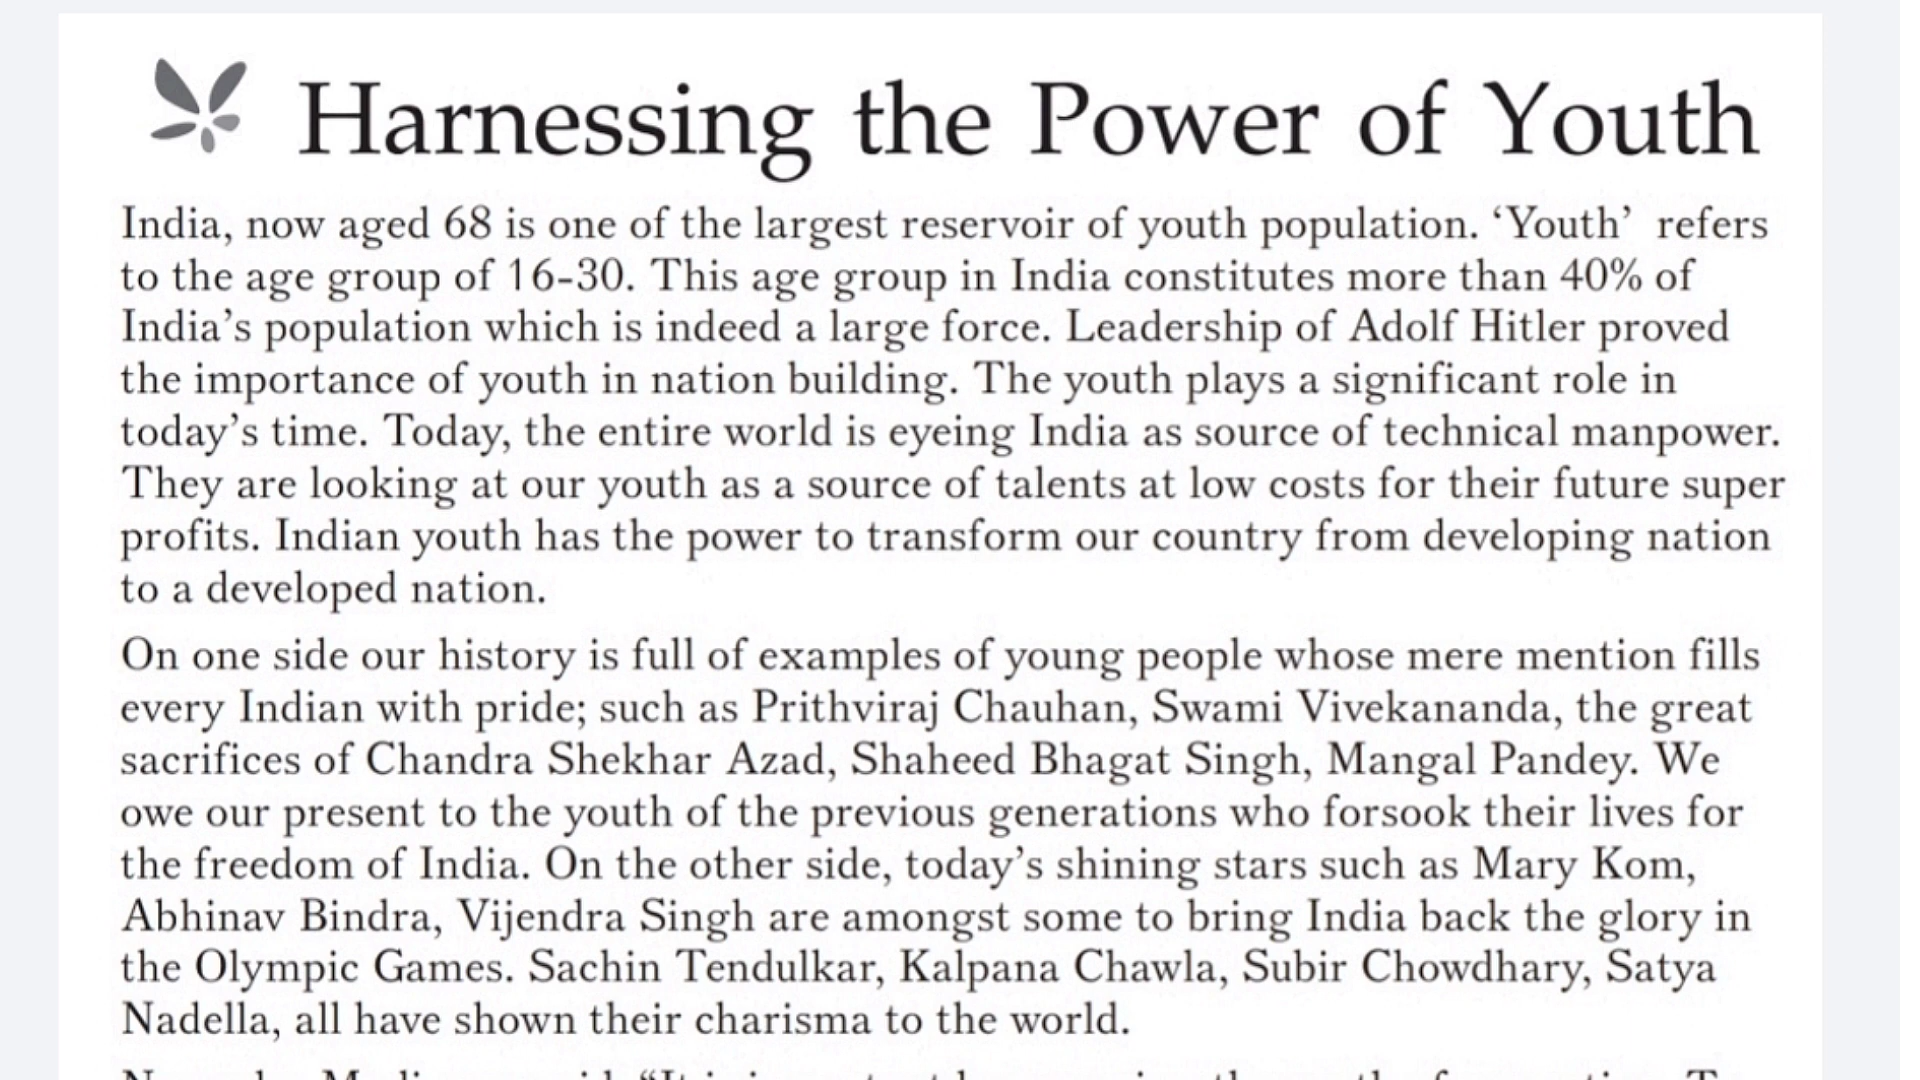 Harnessing the Power of Youth
India, now aged 68 is one of the largest reservoir of youth population. ‘Youth’ refers
to the age group of 16-30. This age group in India constitutes more than 40% of
India’s population which is indeed a large force. Leadership of Adolf Hitler proved
the importance of youth in nation building. The youth plays a significant role in
today’s time. Today, the entire world is eyeing India as source of technical manpower.
They are looking at our youth as a source of talents at low costs for their future super
profits. Indian youth has the power to transform our country from developing nation
to a developed nation.
On one side our history is full of examples of young people whose mere mention fills
every Indian with pride; such as Prithviraj Chauhan, Swami Vivekananda, the great
sacrifices of Chandra Shekhar Azad, Shaheed Bhagat Singh, Mangal Pandey. We
owe our present to the youth of the previous generations who forsook their lives for
the freedom of India. On the other side, today’s shining stars such as Mary Kom,
Abhinav Bindra, Vijendra Singh are amongst some to bring India back the glory in
the Olympic Games. Sachin Tendulkar, Kalpana Chawla, Subir Chowdhary, Satya
Nadella, all have shown their charisma to the world.